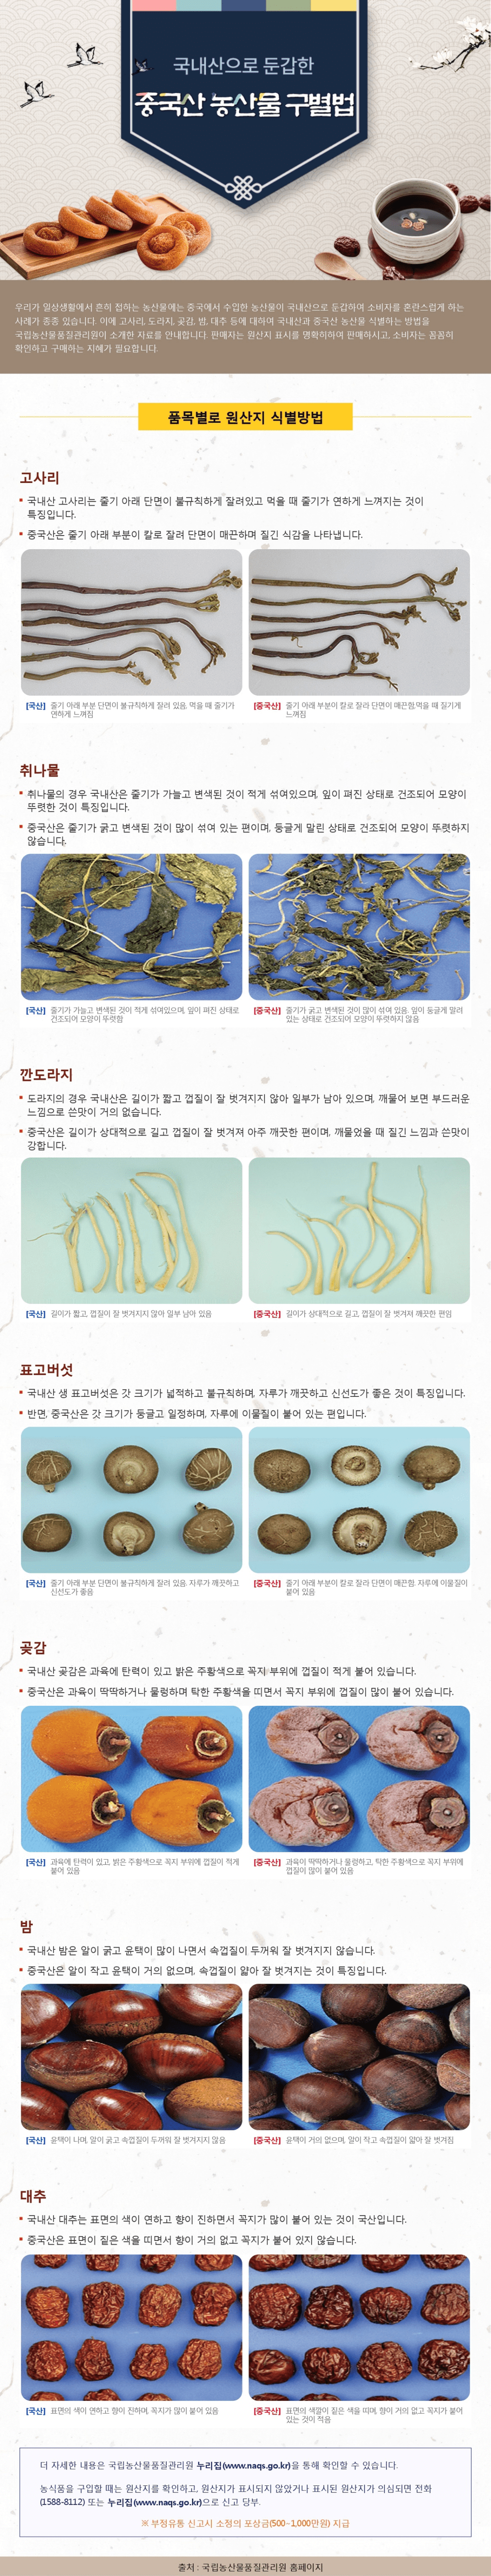 국내산으로 둔갑한
중국산 농산물 구별법
우리가 일상생활에서 흔히 접하는 농산물에는 중국에서 수입한 농산물이 국내산으로 둔갑하여 소비자를 혼란스럽게 하는
사례가 종종 있습니다. 이에 고사리, 도라지, 곶감, 밤, 대추 등에 대하여 국내산과 중국산 농산물 식별하는 방법을
국립농산물품질관리원이 소개한 자료를 안내합니다. 판매자는 원산지 표시를 명확히하여 판매하시고, 소비자는 꼼꼼히
확인하고 구매하는 지혜가 필요합니다.
품목별로 원산지 식별방법
고사리
• 국내산 고사리는 줄기 아래 단면이 불규칙하게 잘려있고 먹을 때 줄기가 연하게 느껴지는 것이
특징입니다.
• 중국산은 줄기 아래 부분이 칼로 잘려 단면이 매끈하며 질긴 식감을 나타냅니다.
[국산] 줄기 아래 부분 단면이 불규칙하게 잘려 있음, 먹을 때 줄기가
연하게 느껴짐
[중국산] 줄기 아래 부분이 칼로 잘라 단면이 매끈함,먹을 때 질기게
느껴짐
취나물
• 취나물의 경우 국내산은 줄기가 가늘고 변색된 것이 적게 섞여있으며, 잎이 펴진 상태로 건조되어 모양이
뚜렷한 것이 특징입니다.
• 중국산은 줄기가 굵고 변색된 것이 많이 섞여 있는 편이며, 둥글게 말린 상태로 건조되어 모양이 뚜렷하지
않습니다.
[국산] 줄기가 가늘고, 변색된 것이 적게 섞여있으며, 잎이 펴진 상태로
건조되어 모양이 뚜렷함
[중국산] 줄기가 굵고 변색된 것이 많이 섞여 있음. 잎이 둥글게 말려
있는 상태로 건조되어 모양이 뚜렷하지 않음
깐도라지
• 도라지의 경우 국내산은 길이가 짧고 껍질이 잘 벗겨지지 않아 일부가 남아 있으며, 깨물어 보면 부드러운
느낌으로 쓴맛이 거의 없습니다.
• 중국산은 길이가 상대적으로 길고 껍질이 잘 벗겨져 아주 깨끗한 편이며, 깨물었을 때 질긴 느낌과 쓴맛이
강합니다.
[국산] 길이가 짧고, 껍질이 잘 벗겨지지 않아 일부 남아 있음
[중국산] 길이가 상대적으로 길고, 껍질이 잘 벗겨져 깨끗한 편임
표고버섯
• 국내산 생 표고버섯은 갓 크기가 넓적하고 불규칙하며, 자루가 깨끗하고 신선도가 좋은 것이 특징입니다.
• 반면, 중국산은 갓 크기가 둥글고 일정하며, 자루에 이물질이 붙어 있는 편입니다.
[국산] 줄기 아래 부분 단면이 불규칙하게 잘려 있음. 자루가 깨끗하고
신선도가 좋음
[중국산] 줄기 아래 부분이 칼로 잘라 단면이 매끈함. 자루에 이물질이
붙어 있음
곶감
• 국내산 곶감은 과육에 탄력이 있고 밝은 주황색으로 꼭지 부위에 껍질이 적게 붙어 있습니다.
• 중국산은 과육이 딱딱하거나 물렁하며 탁한 주황색을 띠면서 꼭지 부위에 껍질이 많이 붙어 있습니다.
[국산] 과육에 탄력이 있고, 밝은 주황색으로 꼭지 부위에 껍질이 적게
붙어 있음
[중국산] 과육이 딱딱하거나 물렁하고, 탁한 주황색으로 꼭지 부위에
껍질이 많이 붙어 있음
밤
• 국내산 밤은 알이 굵고 윤택이 많이 나면서 속껍질이 두꺼워 잘 벗겨지지 않습니다.
• 중국산은 알이 작고 윤택이 거의 없으며, 속껍질이 얇아 잘 벗겨지는 것이 특징입니다.
[국산] 윤택이 나며, 알이 굵고 속껍질이 두꺼워 잘 벗겨지지 않음
[중국산] 윤택이 거의 없으며, 알이 작고 속껍질이 얇아 잘 벗겨짐
대추
• 국내산 대추는 표면의 색이 연하고 향이 진하면서 꼭지가 많이 붙어 있는 것이 국산입니다.
• 중국산은 표면이 짙은 색을 띠면서 향이 거의 없고 꼭지가 붙어 있지 않습니다.
[국산] 표면의 색이 연하고 향이 진하며, 꼭지가 많이 붙어 있음
[중국산] 표면의 색깔이 짙은 색을 띠며, 향이 거의 없고 꼭지가 붙어
있는 것이 적음
더 자세한 내용은 국립농산물품질관리원 누리집(www.naqs.go.kr)을 통해 확인할 수 있습니다.
농식품을 구입할 때는 원산지를 확인하고, 원산지가 표시되지 않았거나 표시된 원산지가 의심되면 전화
(1588-8112) 또는 누리집(www.naqs.go.kr)으로 신고 당부.
※ 부정유통 신고시 소정의 포상금(500~1,000만원) 지급
출처 : 국립농산물품질관리원 홈페이지